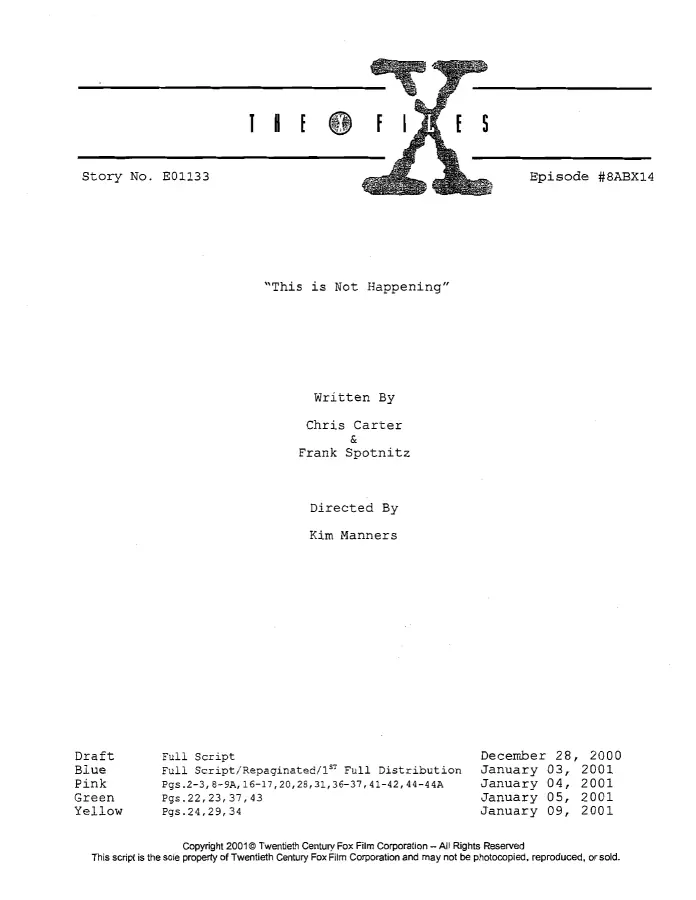 THE X FILES
Story No. E01133 Episode #8ABX14
"This is Not Happening"
Written By
Chris Carter
&
Frank Spotnitz
Directed By
Kim Manners
Draft Full Script December 28, 2000
Blue Full Script/Repaginated/1ST Full Distribution January 03, 2001
Pink Pgs.2-3,8-9A,16-17,20,28,31,36-37,41-42,44-44A January 04, 2001
Green Pgs.22,23,37,43 January 05, 2001
Yellow Pgs.24,29,34 January 09, 2001
Copyright 2001© Twentieth Century Fox Film Corporation – All Rights Reserved
This script is the sole property of Twentieth Century Fox Film Corporation and may not be photocopied, reproduced, or sold.